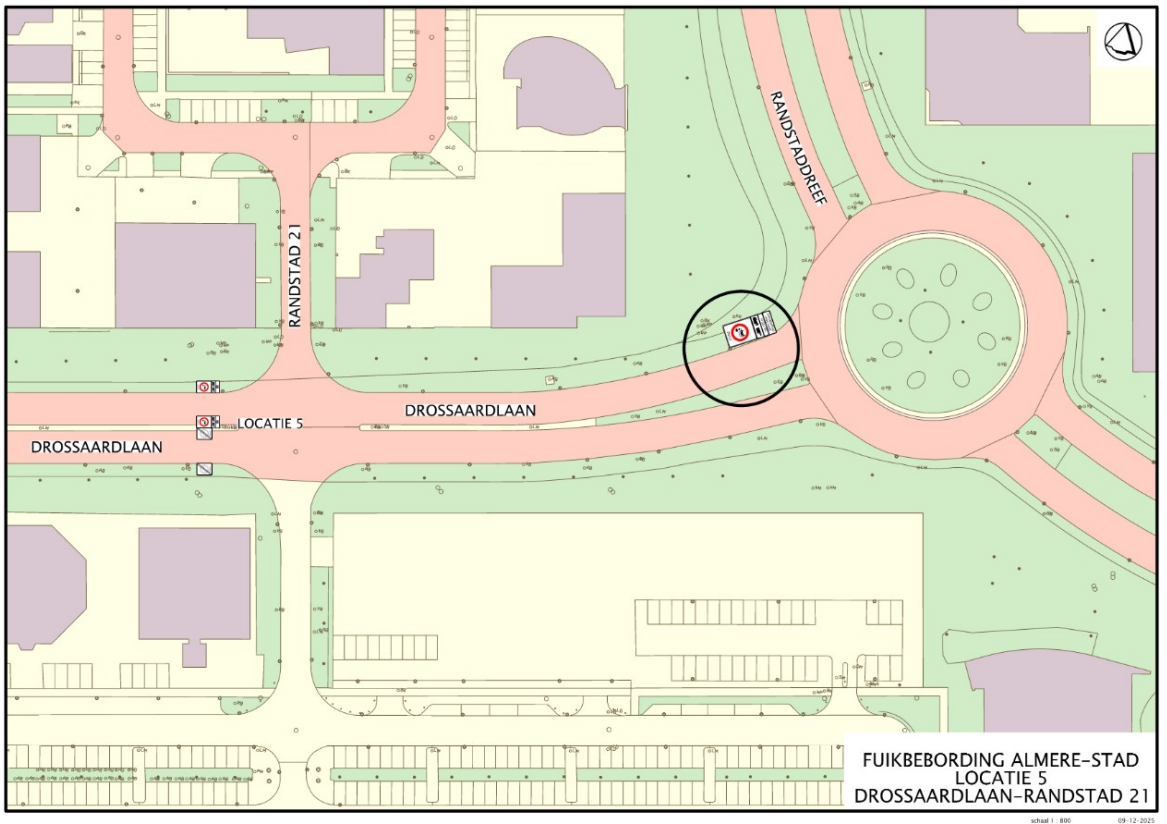 RANDSTADDREEF
RANDSTAD 21
DROSSAARDLAAN
LOCATIE 5
DROSSAARDLAAN
FUIKBEBORDING ALMERE-STAD
LOCATIE 5
DROSSAARDLAAN-RANDSTAD 21
schaal 1 : 800
09-12-2025